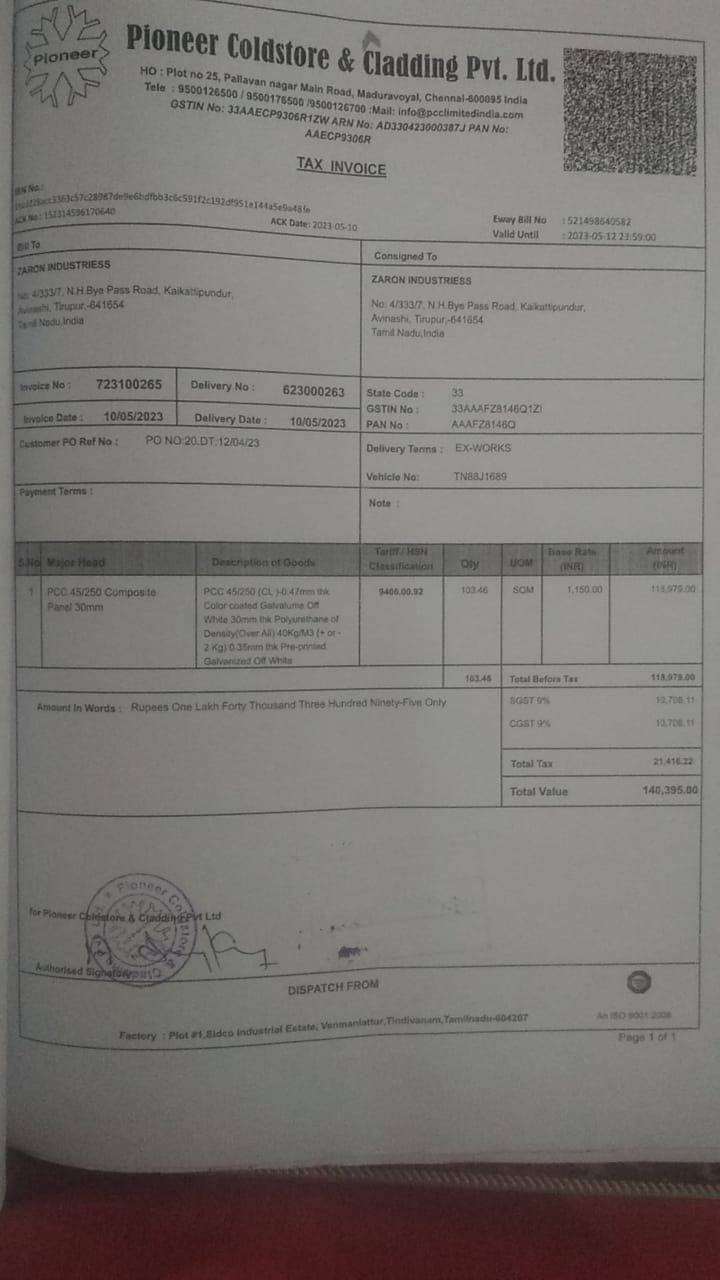 Pioneer
Pioneer Coldstore & Cladding Pvt. Ltd.
HO : Plot no 25, Pallavan nagar Main Road, Maduravoyal, Chennai-600095 India
Tele : 9500126500 / 9500176500 /9500126700 :Mail: info@pcclimitedindia.com
GSTIN No: 33AAECP9306R1ZW ARN No: AD330423000387J PAN No:
AAECP9306R
TAX INVOICE
IRN No.:
ACK No.: 152314596170640
ACK Date: 2023-05-10
Eway Bill No : 521498640582
Valid Until : 2023-05-12 23:59:00
Bill To
ZARON INDUSTRIESS
No: 4/333/7, N.H.Bye Pass Road, Kaikattipundur,
Avinashi, Tirupur,-641654
Tamil Nadu,India
Consigned To
ZARON INDUSTRIESS
No: 4/333/7, N.H.Bye Pass Road, Kaikattipundur,
Avinashi, Tirupur,-641654
Tamil Nadu,India
Invoice No : 723100265
Delivery No : 623000263
Invoice Date : 10/05/2023
Delivery Date : 10/05/2023
State Code : 33
GSTIN No : 33AAAFZ8146Q1ZI
PAN No : AAAFZ8146Q
Customer PO Ref No : PO NO:20.DT.12/04/23
Delivery Terms : EX-WORKS
Vehicle No: TN88J1689
Payment Terms :
Note :
S.No Major Head Description of Goods Tariff / HSN Classification Qty UOM Base Rate (INR) Amount (INR)
1 PCC 45/250 Composite Panel 30mm
PCC 45/250 (CL )-0.47mm thk
Color coated Galvalume Off
White 30mm thk Polyurethane of
Density(Over All) 40Kg/M3 (+ or -
2 Kg) 0.35mm thk Pre-printed
Galvanized Off White
9406.00.92 103.46 SQM 1,150.00 118,979.00
103.46 Total Before Tax 118,979.00
Amount In Words : Rupees One Lakh Forty Thousand Three Hundred Ninety-Five Only
SGST 9% 10,708.11
CGST 9% 10,708.11
Total Tax 21,416.22
Total Value 140,395.00
for Pioneer Coldstore & Cladding Pvt Ltd
Authorised Signatory
DISPATCH FROM
Factory : Plot #1,Sidco Industrial Estate, Venmaniattur,Tindivanam,Tamilnadu-604207
An ISO 9001:2008
Page 1 of 1